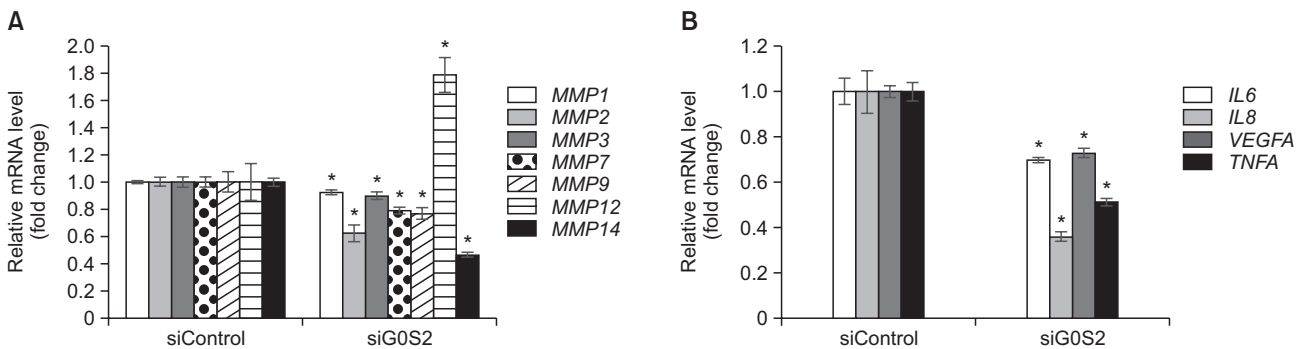 A
Relative mRNA level
(fold change)
2.0
1.8
1.6
1.4
1.2
1.0
0.8
0.6
0.4
0.2
0
* * * * * * *
siControl
siG0S2
MMP1
MMP2
MMP3
MMP7
MMP9
MMP12
MMP14
B
Relative mRNA level
(fold change)
1.2
1.0
0.8
0.6
0.4
0.2
0
* * * *
siControl
siG0S2
IL6
IL8
VEGFA
TNFA